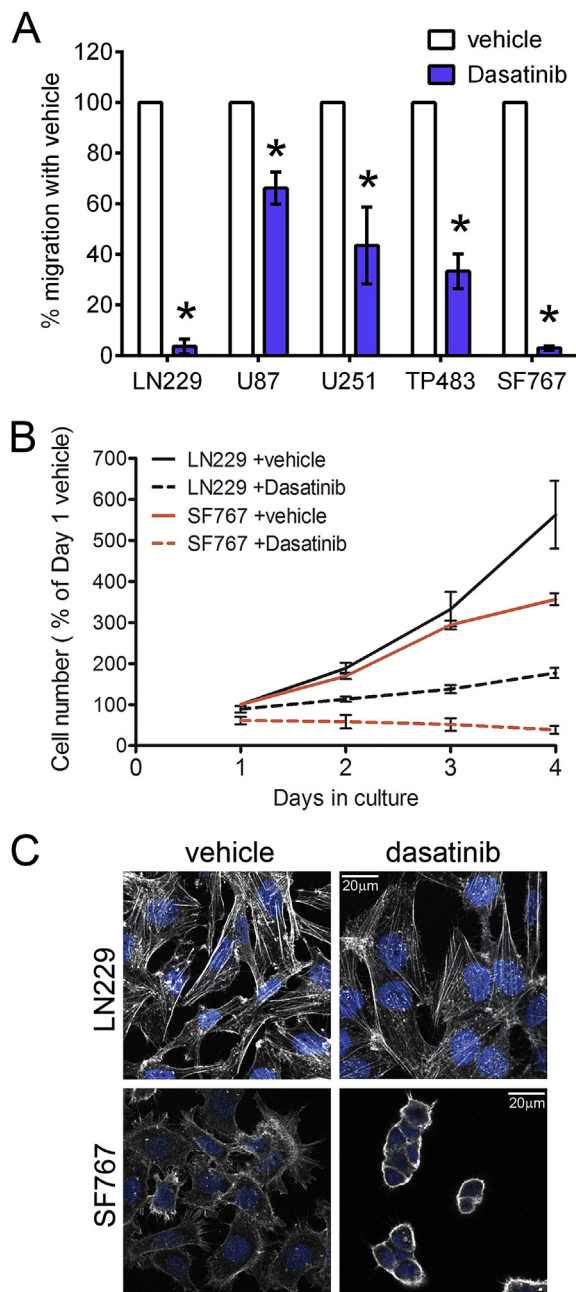 A
vehicle
Dasatinib
% migration with vehicle
120
100
80
60
40
20
0
*
*
*
*
*
LN229 U87 U251 TP483 SF767
B
Cell number ( % of Day 1 vehicle)
700
600
500
400
300
200
100
0
LN229 +vehicle
LN229 +Dasatinib
SF767 +vehicle
SF767 +Dasatinib
0 1 2 3 4
Days in culture
C
vehicle dasatinib
LN229
20μm
SF767
20μm